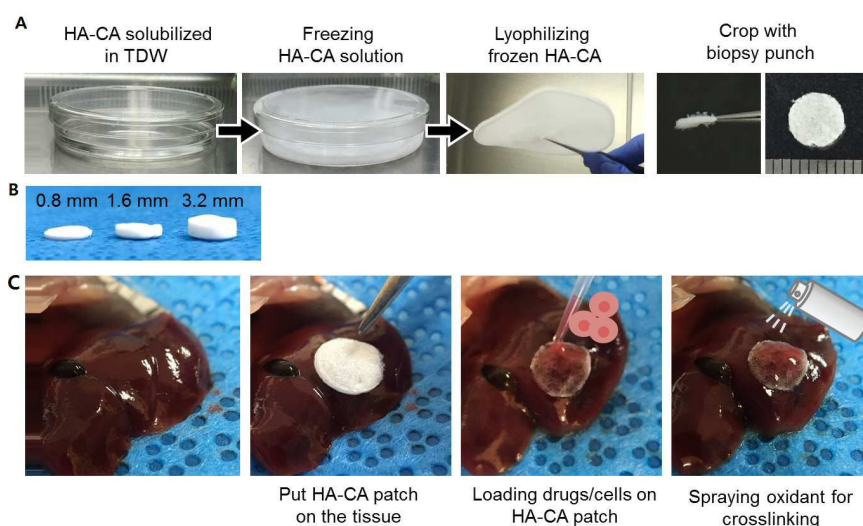 A
HA-CA solubilized
in TDW
Freezing
HA-CA solution
Lyophilizing
frozen HA-CA
Crop with
biopsy punch
B
0.8 mm
1.6 mm
3.2 mm
C
Put HA-CA patch
on the tissue
Loading drugs/cells on
HA-CA patch
Spraying oxidant for
crosslinking